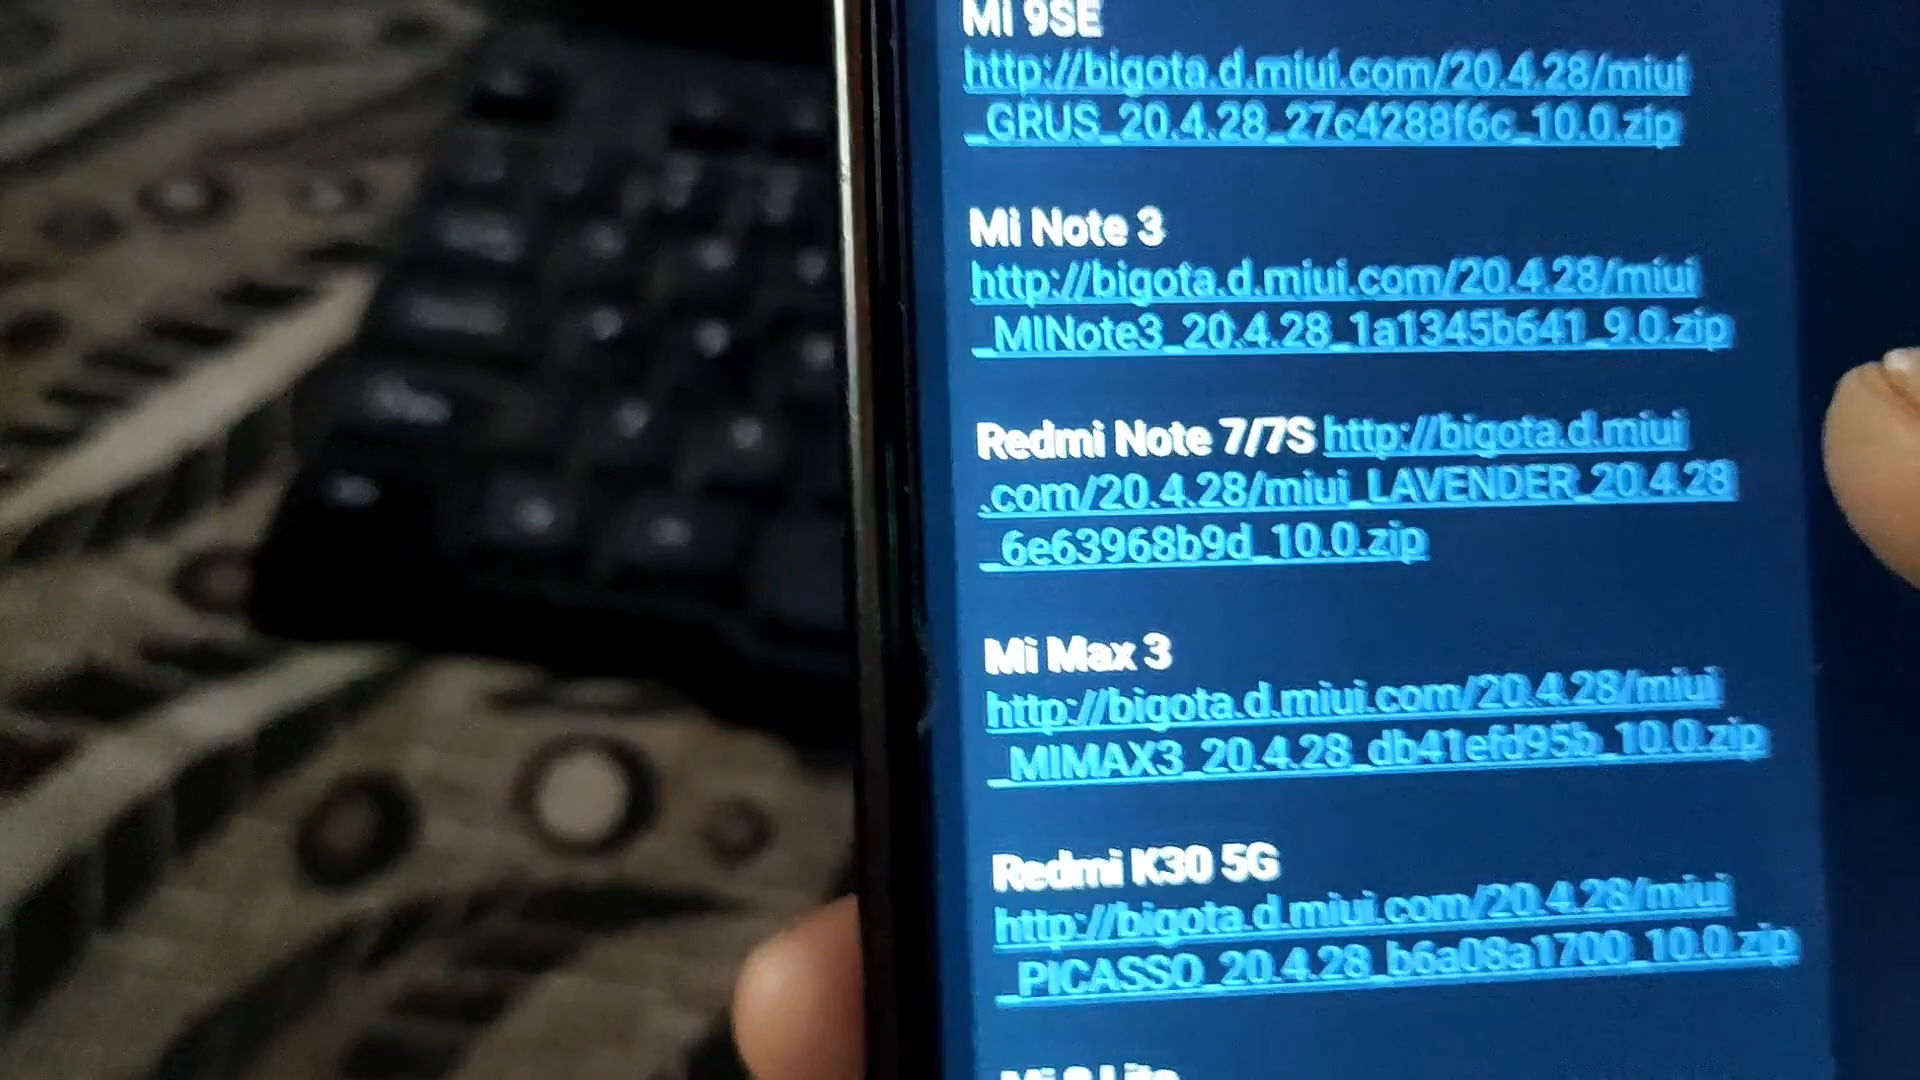 Mi 9SE
http://bigota.d.miui.com/20.4.28/miui
_GRUS_20.4.28_27c4288f6c_10.0.zip
Mi Note 3
http://bigota.d.miui.com/20.4.28/miui
_MINote3_20.4.28_1a1345b641_9.0.zip
Redmi Note 7/7S http://bigota.d.miui
.com/20.4.28/miui_LAVENDER_20.4.28
_6e63968b9d_10.0.zip
Mi Max 3
http://bigota.d.miui.com/20.4.28/miui
_MIMAX3_20.4.28_db41efd95b_10.0.zip
Redmi K30 5G
http://bigota.d.miui.com/20.4.28/miui
_PICASSO_20.4.28_b6a08a1700_10.0.zip